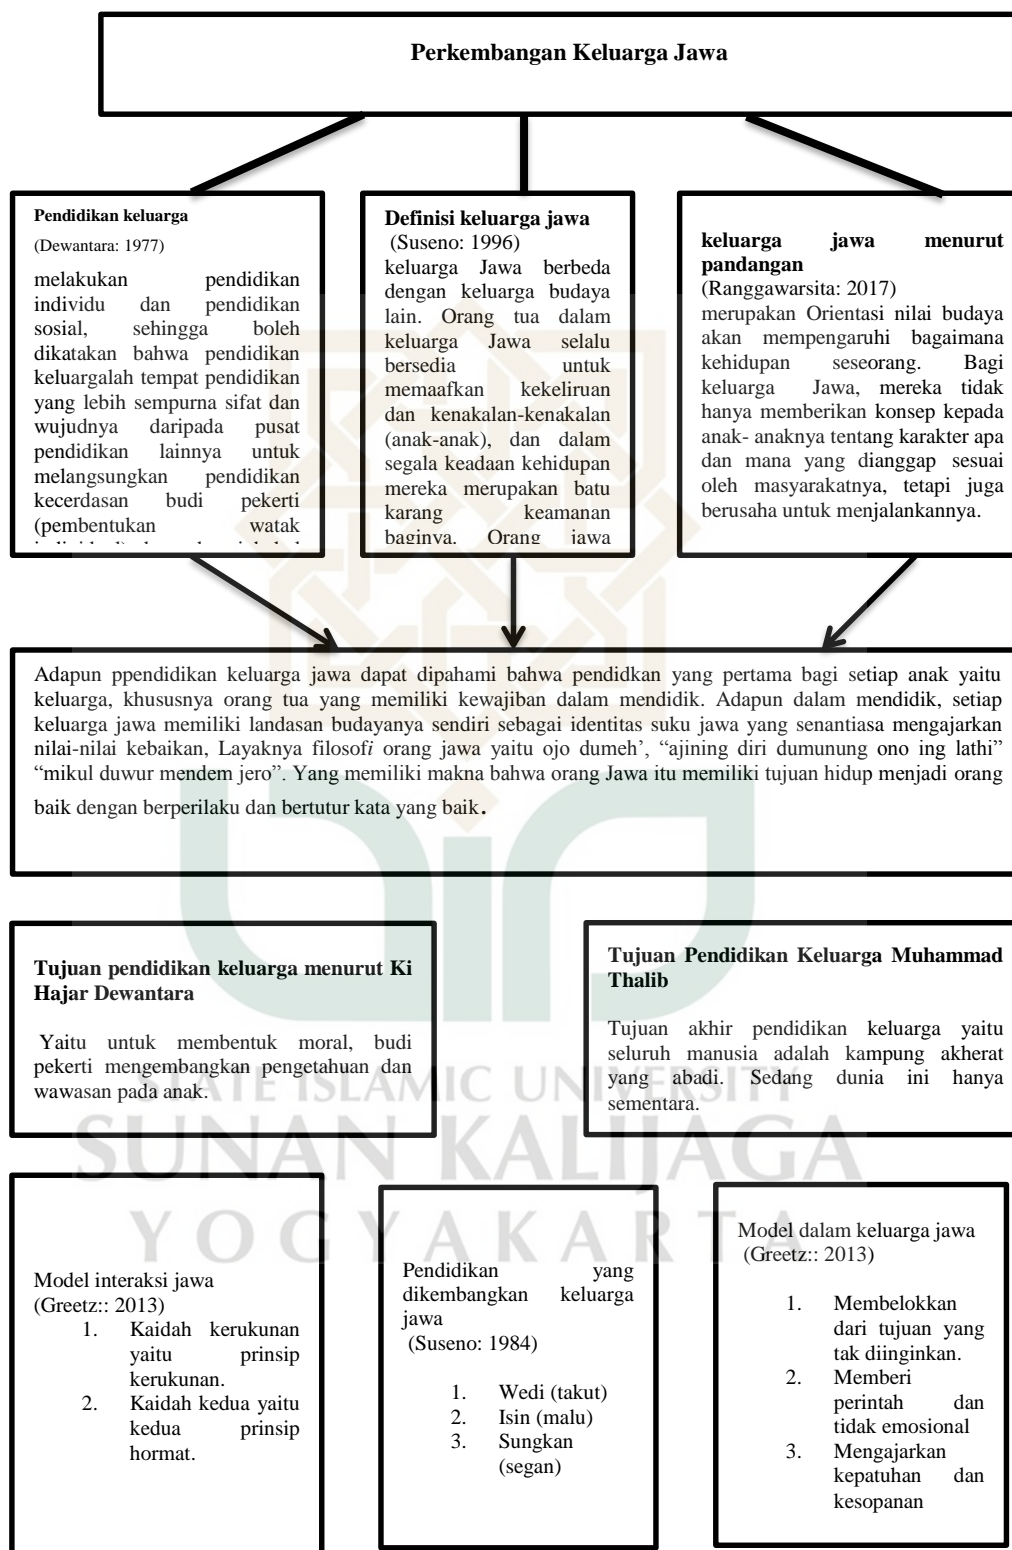 Perkembangan Keluarga Jawa
Pendidikan keluarga
(Dewantara: 1977)
melakukan pendidikan
individu dan pendidikan
sosial, sehingga boleh
dikatakan bahwa pendidikan
keluargalah tempat pendidikan
yang lebih sempurna sifat dan
wujudnya daripada pusat
pendidikan lainnya untuk
melangsungkan pendidikan
kecerdasan budi pekerti
(pembentukan watak
Definisi keluarga jawa
(Suseno: 1996)
keluarga Jawa berbeda
dengan keluarga budaya
lain. Orang tua dalam
keluarga Jawa selalu
bersedia untuk
memaafkan kekeliruan
dan kenakalan-kenakalan
(anak-anak), dan dalam
segala keadaan kehidupan
mereka merupakan batu
karang keamanan
baginya. Orang jawa
keluarga jawa menurut
pandangan
(Ranggawarsita: 2017)
merupakan Orientasi nilai budaya
akan mempengaruhi bagaimana
kehidupan seseorang. Bagi
keluarga Jawa, mereka tidak
hanya memberikan konsep kepada
anak- anaknya tentang karakter apa
dan mana yang dianggap sesuai
oleh masyarakatnya, tetapi juga
berusaha untuk menjalankannya.
Adapun ppendidikan keluarga jawa dapat dipahami bahwa pendidkan yang pertama bagi setiap anak yaitu
keluarga, khususnya orang tua yang memiliki kewajiban dalam mendidik. Adapun dalam mendidik, setiap
keluarga jawa memiliki landasan budayanya sendiri sebagai identitas suku jawa yang senantiasa mengajarkan
nilai-nilai kebaikan, Layaknya filosofi orang jawa yaitu ojo dumeh’, “ajining diri dumunung ono ing lathi”
“mikul duwur mendem jero”. Yang memiliki makna bahwa orang Jawa itu memiliki tujuan hidup menjadi orang
baik dengan berperilaku dan bertutur kata yang baik.
Tujuan pendidikan keluarga menurut Ki
Hajar Dewantara
Yaitu untuk membentuk moral, budi
pekerti mengembangkan pengetahuan dan
wawasan pada anak.
Tujuan Pendidikan Keluarga Muhammad
Thalib
Tujuan akhir pendidikan keluarga yaitu
seluruh manusia adalah kampung akherat
yang abadi. Sedang dunia ini hanya
sementara.
STATE ISLAMIC UNIVERSITY
SUNAN KALIJAGA
YOGYAKARTA
Model interaksi jawa
(Greetz:: 2013)
1. Kaidah kerukunan
yaitu prinsip
kerukunan.
2. Kaidah kedua yaitu
kedua prinsip
hormat.
Pendidikan yang
dikembangkan keluarga
jawa
(Suseno: 1984)
1. Wedi (takut)
2. Isin (malu)
3. Sungkan
(segan)
Model dalam keluarga jawa
(Greetz:: 2013)
1. Membelokkan
dari tujuan yang
tak diinginkan.
2. Memberi
perintah dan
tidak emosional
3. Mengajarkan
kepatuhan dan
kesopanan